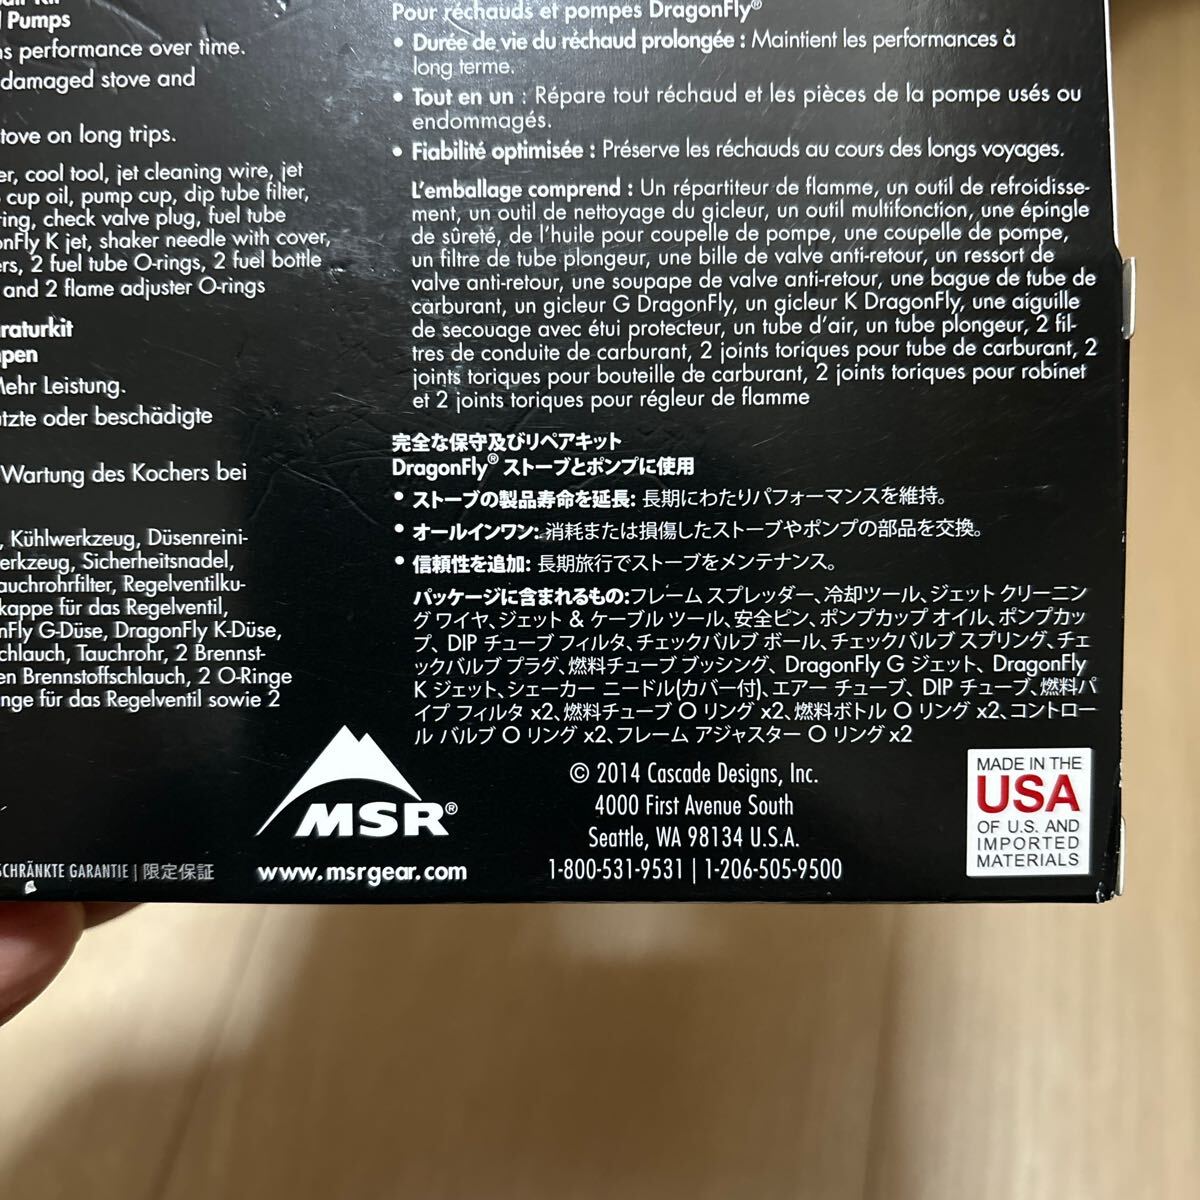 Pumps
performance over time.
damaged stove and
on long trips.
cool tool, jet cleaning wire, jet
cup oil, pump cup, dip tube filter,
check valve plug, fuel tube
K jet, shaker needle with cover,
2 fuel tube O-rings, 2 fuel bottle
and 2 flame adjuster O-rings
Mehr Leistung.
oder beschädigte
Wartung des Kochers bei
Kühlwerkzeug, Düsenreini-
Sicherheitsnadel,
Regelventilku-
kappe für das Regelventil,
G-Düse, DragonFly K-Düse,
Tauchrohr, 2 Brennst-
Brennstoffschlauch, 2 O-Ringe
für das Regelventil sowie 2
GARANTIE | 限定保証
Pour réchauds et pompes DragonFly®
• Durée de vie du réchaud prolongée : Maintient les performances à
long terme.
• Tout en un : Répare tout réchaud et les pièces de la pompe usés ou
endommagés.
• Fiabilité optimisée : Préserve les réchauds au cours des longs voyages.
L'emballage comprend : Un répartiteur de flamme, un outil de refroidisse-
ment, un outil de nettoyage du gicleur, un outil multifonction, une épingle
de sûreté, de l'huile pour coupelle de pompe, une coupelle de pompe,
un filtre de tube plongeur, une bille de valve anti-retour, un ressort de
valve anti-retour, une soupape de valve anti-retour, une bague de tube de
carburant, un gicleur G DragonFly, un gicleur K DragonFly, une aiguille
de secouage avec étui protecteur, un tube d'air, un tube plongeur, 2 fil-
tres de conduite de carburant, 2 joints toriques pour tube de carburant, 2
joints toriques pour bouteille de carburant, 2 joints toriques pour robinet
et 2 joints toriques pour régleur de flamme
完全な保守及びリペアキット
DragonFly® ストーブとポンプに使用
• ストーブの製品寿命を延長: 長期にわたりパフォーマンスを維持。
• オールインワン: 消耗または損傷したストーブやポンプの部品を交換。
• 信頼性を追加: 長期旅行でストーブをメンテナンス。
パッケージに含まれるもの:フレーム スプレッダー、冷却ツール、ジェット クリーニン
グ ワイヤ、ジェット & ケーブル ツール、安全ピン、ポンプカップ オイル、ポンプカッ
プ、DIP チューブ フィルタ、チェックバルブ ボール、チェックバルブ スプリング、チェ
ックバルブ プラグ、燃料チューブ ブッシング、DragonFly G ジェット、DragonFly
K ジェット、シェーカー ニードル(カバー付)、エアー チューブ、DIP チューブ、燃料パ
イプ フィルタ x2、燃料チューブ O リング x2、燃料ボトル O リング x2、コントロー
ル バルブ O リング x2、フレーム アジャスター O リング x2
MSR®
www.msrgear.com
© 2014 Cascade Designs, Inc.
4000 First Avenue South
Seattle, WA 98134 U.S.A.
1-800-531-9531 | 1-206-505-9500
MADE IN THE
USA
OF U.S. AND
IMPORTED
MATERIALS